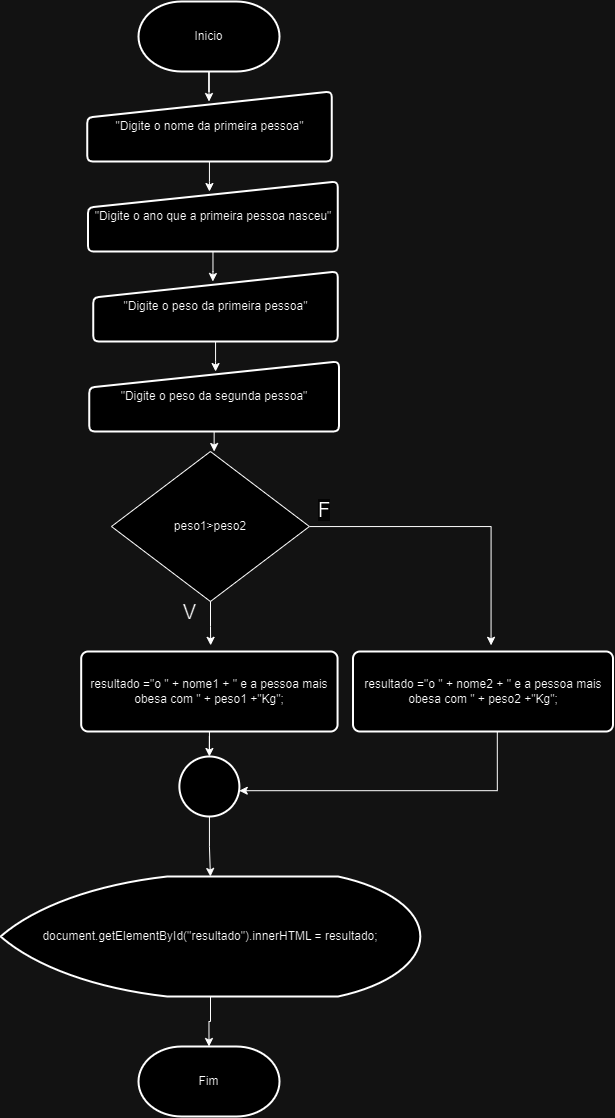 Inicio
"Digite o nome da primeira pessoa"
"Digite o ano que a primeira pessoa nasceu"
"Digite o peso da primeira pessoa"
"Digite o peso da segunda pessoa"
peso1>peso2
F
V
resultado ="o " + nome1 + " e a pessoa mais
obesa com " + peso1 +"Kg";
resultado ="o " + nome2 + " e a pessoa mais
obesa com " + peso2 +"Kg";
document.getElementById("resultado").innerHTML = resultado;
Fim